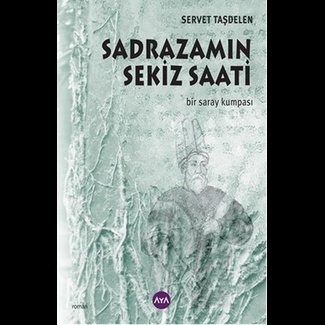 SERVET TAŞDELEN
SADRAZAMIN
SEKİZ SAATİ
bir saray kumpası
roman
AYA